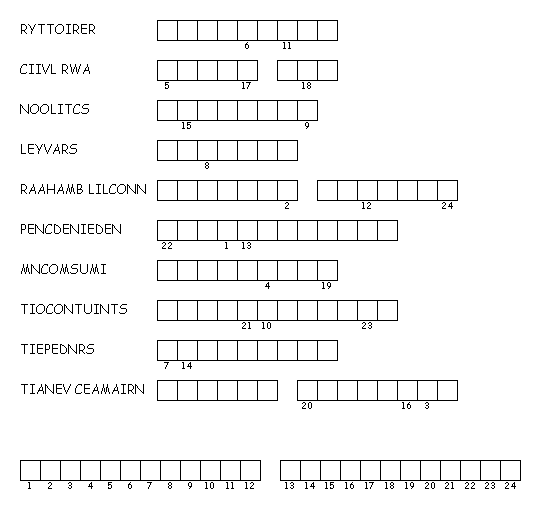 RYTTOIRER
6 11
CIIVL RWA
5 17 18
NOOLITCS
15 9
LEYVARS
8
RAAHAMB LILCONN
2 12 24
PENCDENIEDEN
22 1 13
MNCOMSUMI
4 19
TIOCONTUINTS
21 10 23
TIEPEDNRS
7 14
TIANEV CEAMAIRN
20 16 3
1 2 3 4 5 6 7 8 9 10 11 12 13 14 15 16 17 18 19 20 21 22 23 24